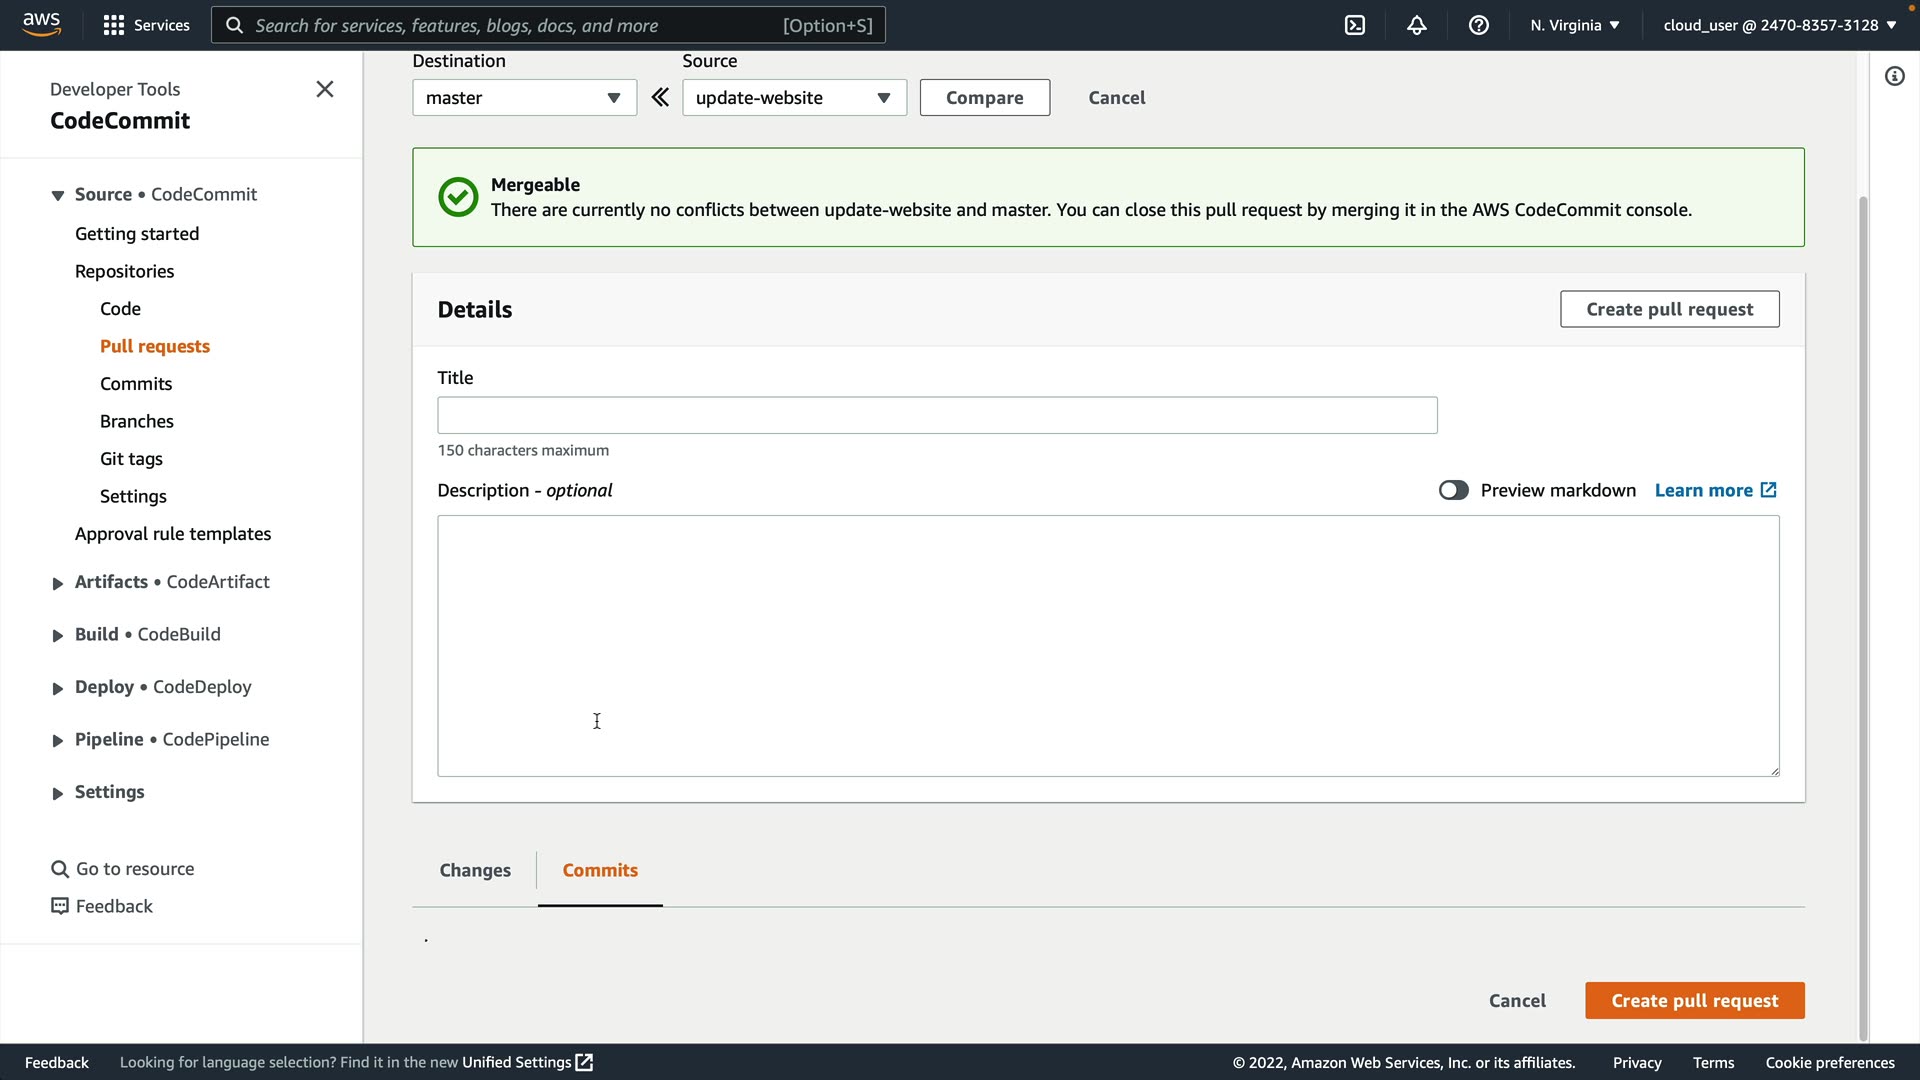 aws
Services
Search for services, features, blogs, docs, and more
[Option+S]
N. Virginia
cloud_user @ 2470-8357-3128
Developer Tools
CodeCommit
Source • CodeCommit
Getting started
Repositories
Code
Pull requests
Commits
Branches
Git tags
Settings
Approval rule templates
Artifacts • CodeArtifact
Build • CodeBuild
Deploy • CodeDeploy
Pipeline • CodePipeline
Settings
Go to resource
Feedback
Destination
Source
master
update-website
Compare
Cancel
Mergeable
There are currently no conflicts between update-website and master. You can close this pull request by merging it in the AWS CodeCommit console.
Details
Create pull request
Title
150 characters maximum
Description - optional
Preview markdown
Learn more
Changes
Commits
Cancel
Create pull request
Feedback
Looking for language selection? Find it in the new Unified Settings
© 2022, Amazon Web Services, Inc. or its affiliates.
Privacy
Terms
Cookie preferences